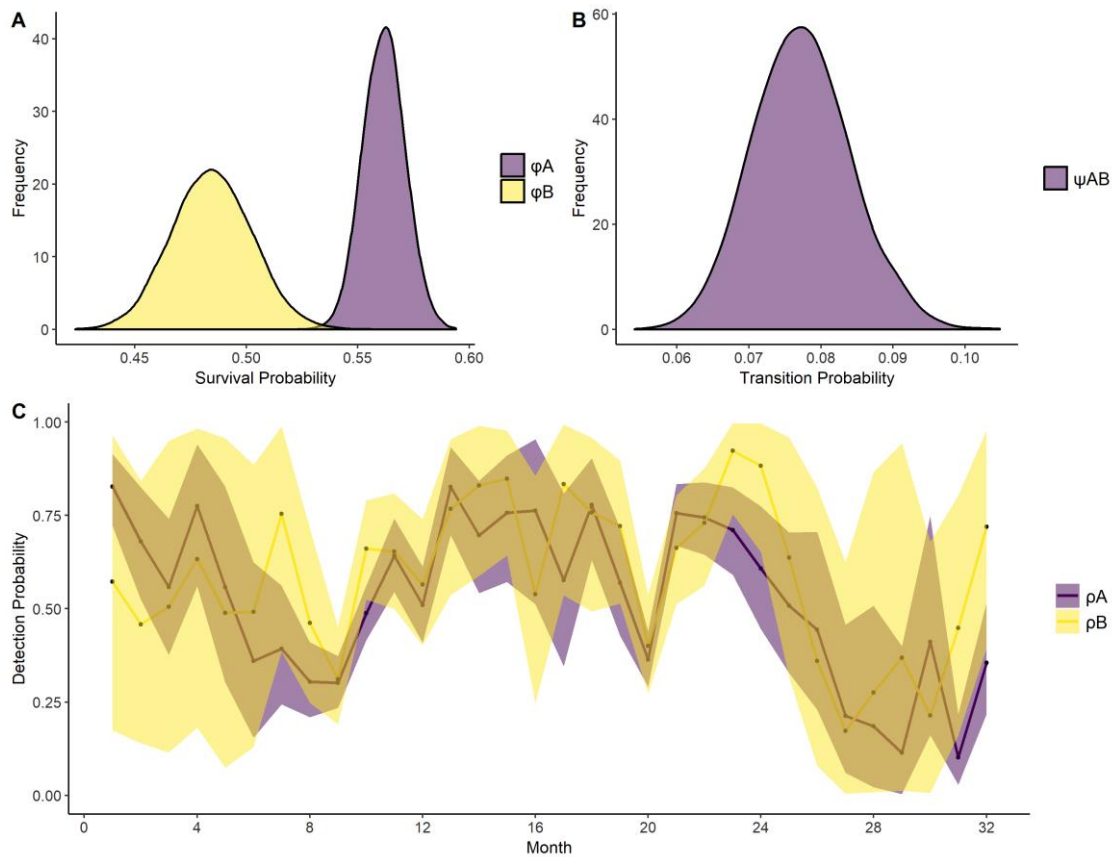 A
40
30
20
10
0
Frequency
0.45 0.50 0.55 0.60
Survival Probability
φA
φB
B
60
40
20
0
Frequency
0.06 0.07 0.08 0.09 0.10
Transition Probability
ψAB
C
1.00
0.75
0.50
0.25
0.00
Detection Probability
0 4 8 12 16 20 24 28 32
Month
ρA
ρB